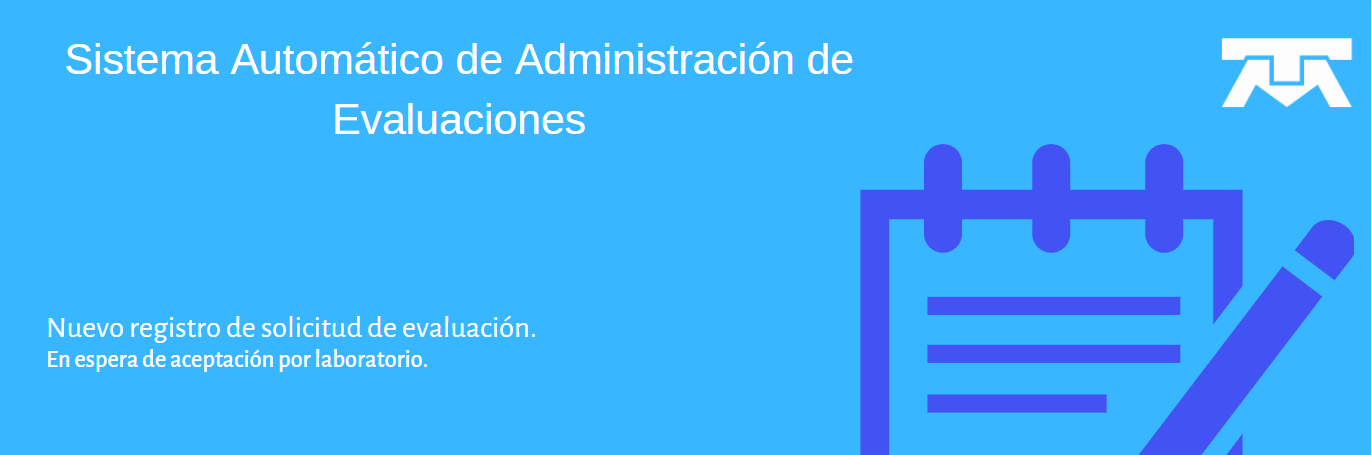 Sistema Automático de Administración de
Evaluaciones
Nuevo registro de solicitud de evaluación.
En espera de aceptación por laboratorio.